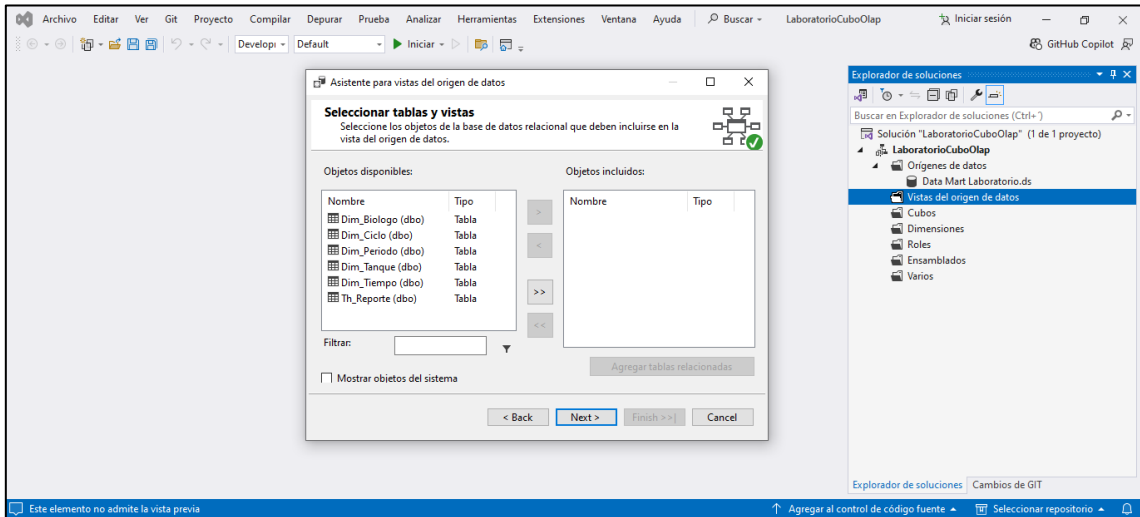 Archivo Editar Ver Git Proyecto Compilar Depurar Prueba Analizar Herramientas Extensiones Ventana Ayuda Buscar LaboratorioCuboOlap Iniciar sesión
Developi Default Iniciar GitHub Copilot
Asistente para vistas del origen de datos
Seleccionar tablas y vistas
Seleccione los objetos de la base de datos relacional que deben incluirse en la
vista del origen de datos.
Objetos disponibles: Objetos incluidos:
Nombre Tipo Nombre Tipo
Dim_Biologo (dbo) Tabla
Dim_Ciclo (dbo) Tabla
Dim_Periodo (dbo) Tabla
Dim_Tanque (dbo) Tabla
Dim_Tiempo (dbo) Tabla
Th_Reporte (dbo) Tabla
>
<
>>
<<
Filtrar:
Agregar tablas relacionadas
Mostrar objetos del sistema
< Back Next > Finish >>| Cancel
Explorador de soluciones
Buscar en Explorador de soluciones (Ctrl+´)
Solución "LaboratorioCuboOlap" (1 de 1 proyecto)
LaboratorioCuboOlap
Orígenes de datos
Data Mart Laboratorio.ds
Vistas del origen de datos
Cubos
Dimensiones
Roles
Ensamblados
Varios
Explorador de soluciones Cambios de GIT
Este elemento no admite la vista previa Agregar al control de código fuente Seleccionar repositorio